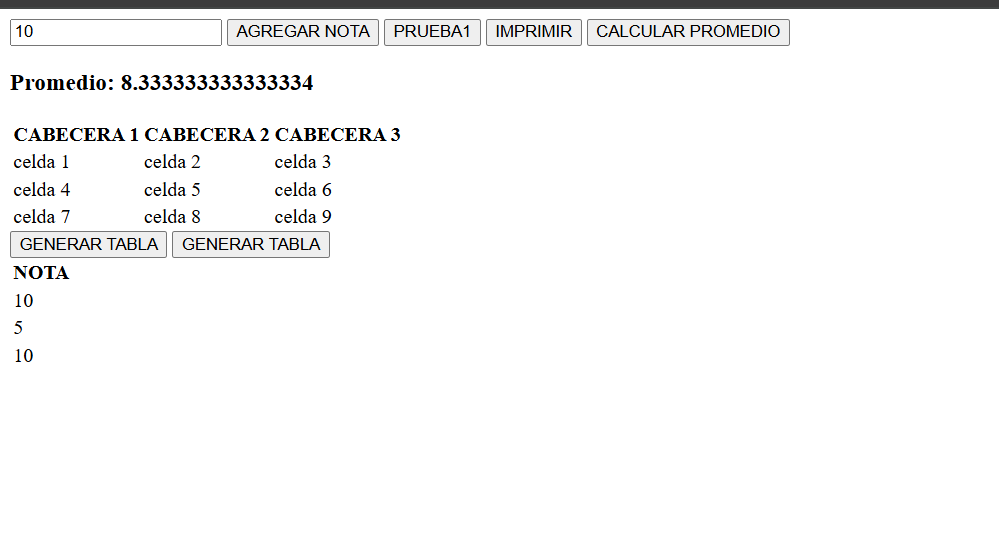 10 AGREGAR NOTA PRUEBA1 IMPRIMIR CALCULAR PROMEDIO
Promedio: 8.333333333333334
CABECERA 1 CABECERA 2 CABECERA 3
celda 1 celda 2 celda 3
celda 4 celda 5 celda 6
celda 7 celda 8 celda 9
GENERAR TABLA GENERAR TABLA
NOTA
10
5
10